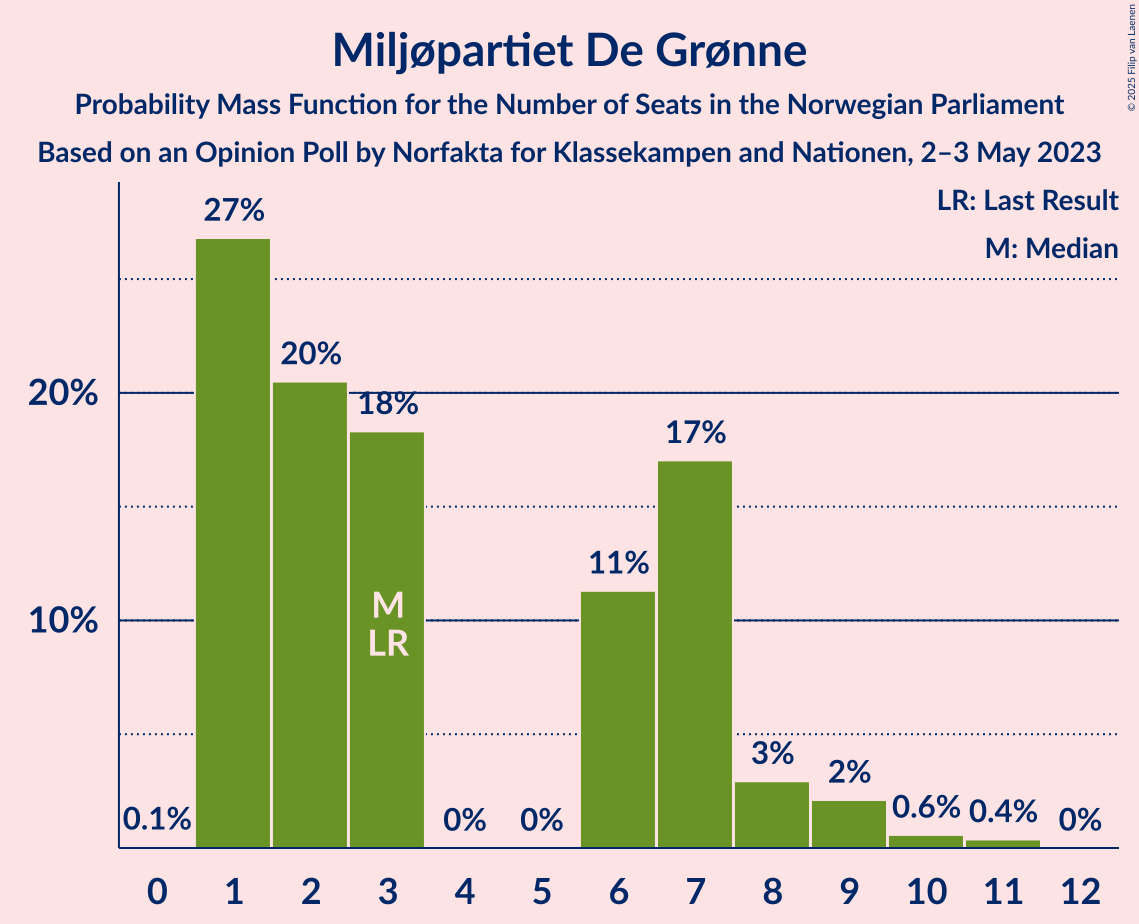 Miljøpartiet De Grønne
Probability Mass Function for the Number of Seats in the Norwegian Parliament
Based on an Opinion Poll by Norfakta for Klassekampen and Nationen, 2–3 May 2023
© 2025 Filip van Laenen
LR: Last Result
M: Median
27%
20%
18%
17%
11%
3%
2%
0.6%
0.4%
0.1%
0%
0%
0%
20%
10%
M
LR
0 1 2 3 4 5 6 7 8 9 10 11 12